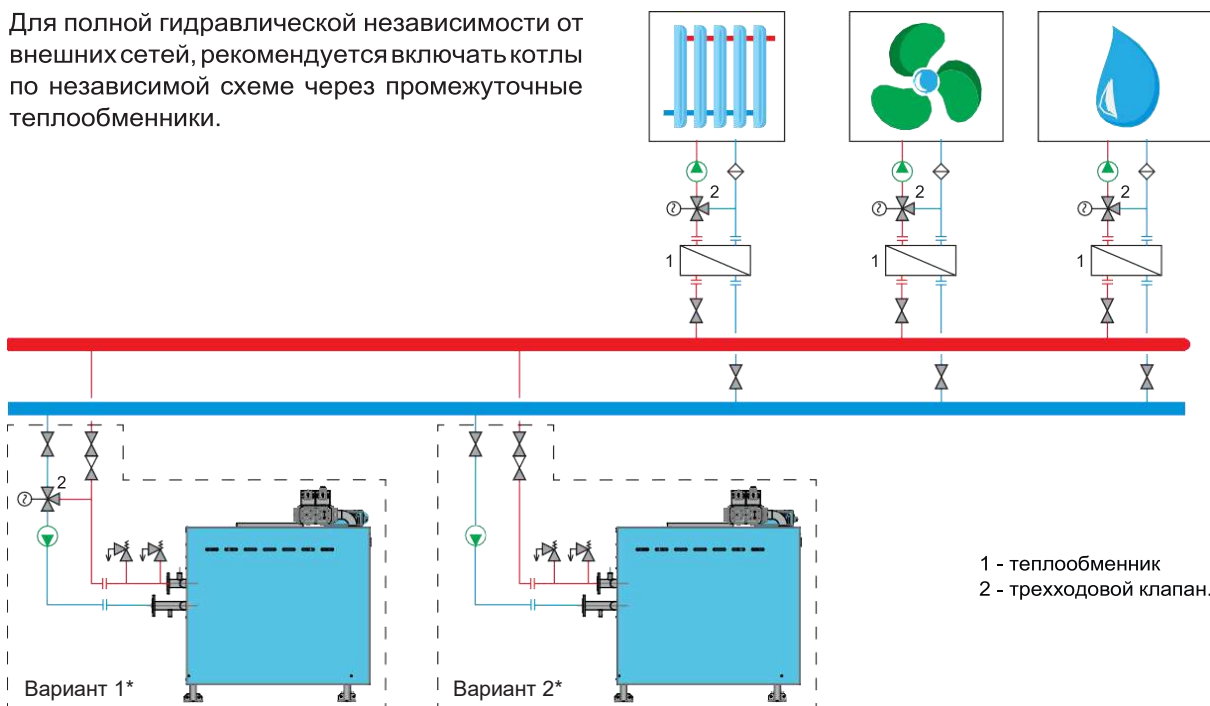 Для полной гидравлической независимости от
внешних сетей, рекомендуется включать котлы
по независимой схеме через промежуточные
теплообменники.
2
2
2
1
1
1
2
1 - теплообменник
2 - трехходовой клапан.
Вариант 1*
Вариант 2*